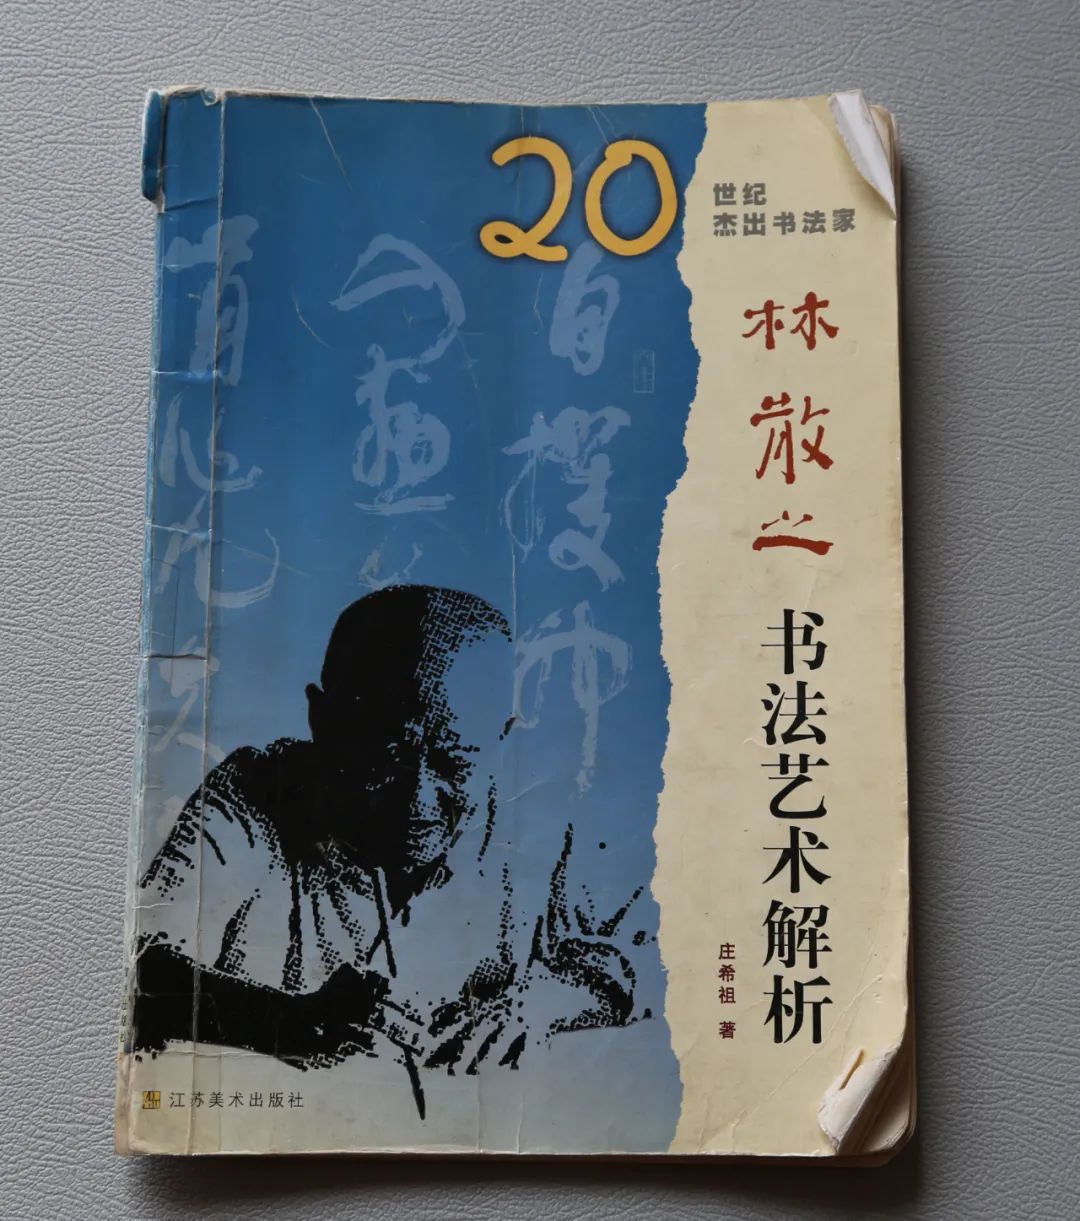 20
世纪
杰出书法家
林散之
书法艺术解析
庄希祖 著
江苏美术出版社